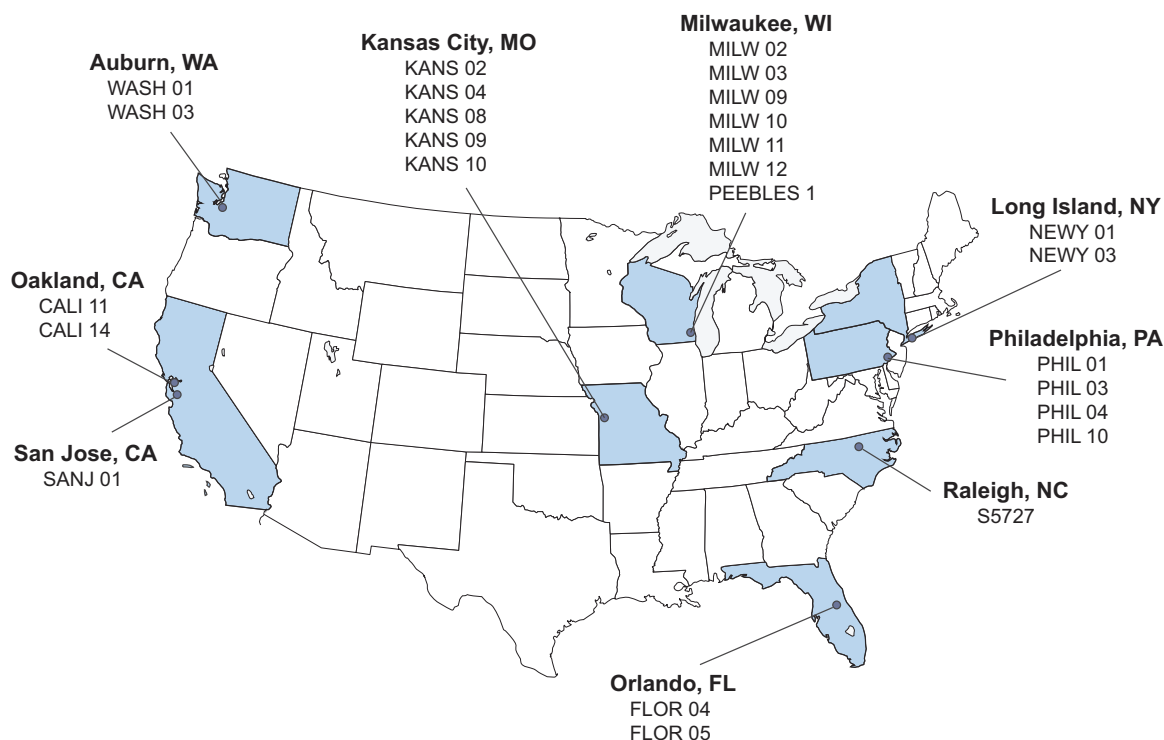 Auburn, WA
WASH 01
WASH 03
Kansas City, MO
KANS 02
KANS 04
KANS 08
KANS 09
KANS 10
Milwaukee, WI
MILW 02
MILW 03
MILW 09
MILW 10
MILW 11
MILW 12
PEEBLES 1
Long Island, NY
NEWY 01
NEWY 03
Oakland, CA
CALI 11
CALI 14
Philadelphia, PA
PHIL 01
PHIL 03
PHIL 04
PHIL 10
San Jose, CA
SANJ 01
Raleigh, NC
S5727
Orlando, FL
FLOR 04
FLOR 05